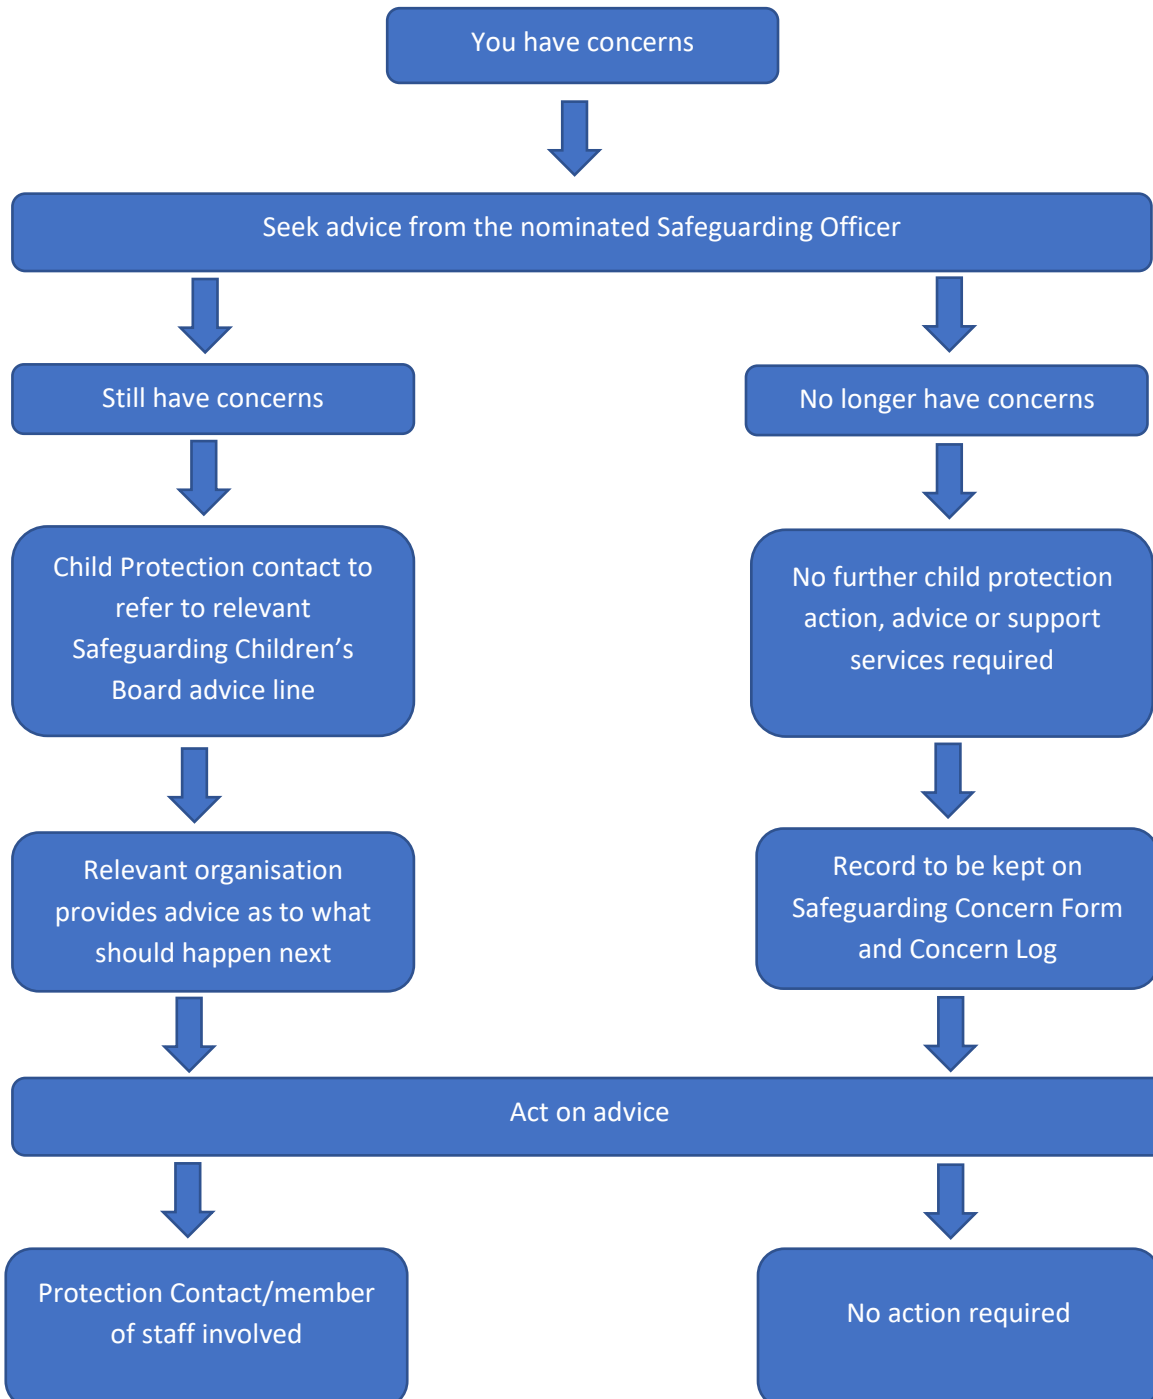 You have concerns
Seek advice from the nominated Safeguarding Officer
Still have concerns
No longer have concerns
Child Protection contact to
refer to relevant
Safeguarding Children’s
Board advice line
No further child protection
action, advice or support
services required
Relevant organisation
provides advice as to what
should happen next
Record to be kept on
Safeguarding Concern Form
and Concern Log
Act on advice
Protection Contact/member
of staff involved
No action required